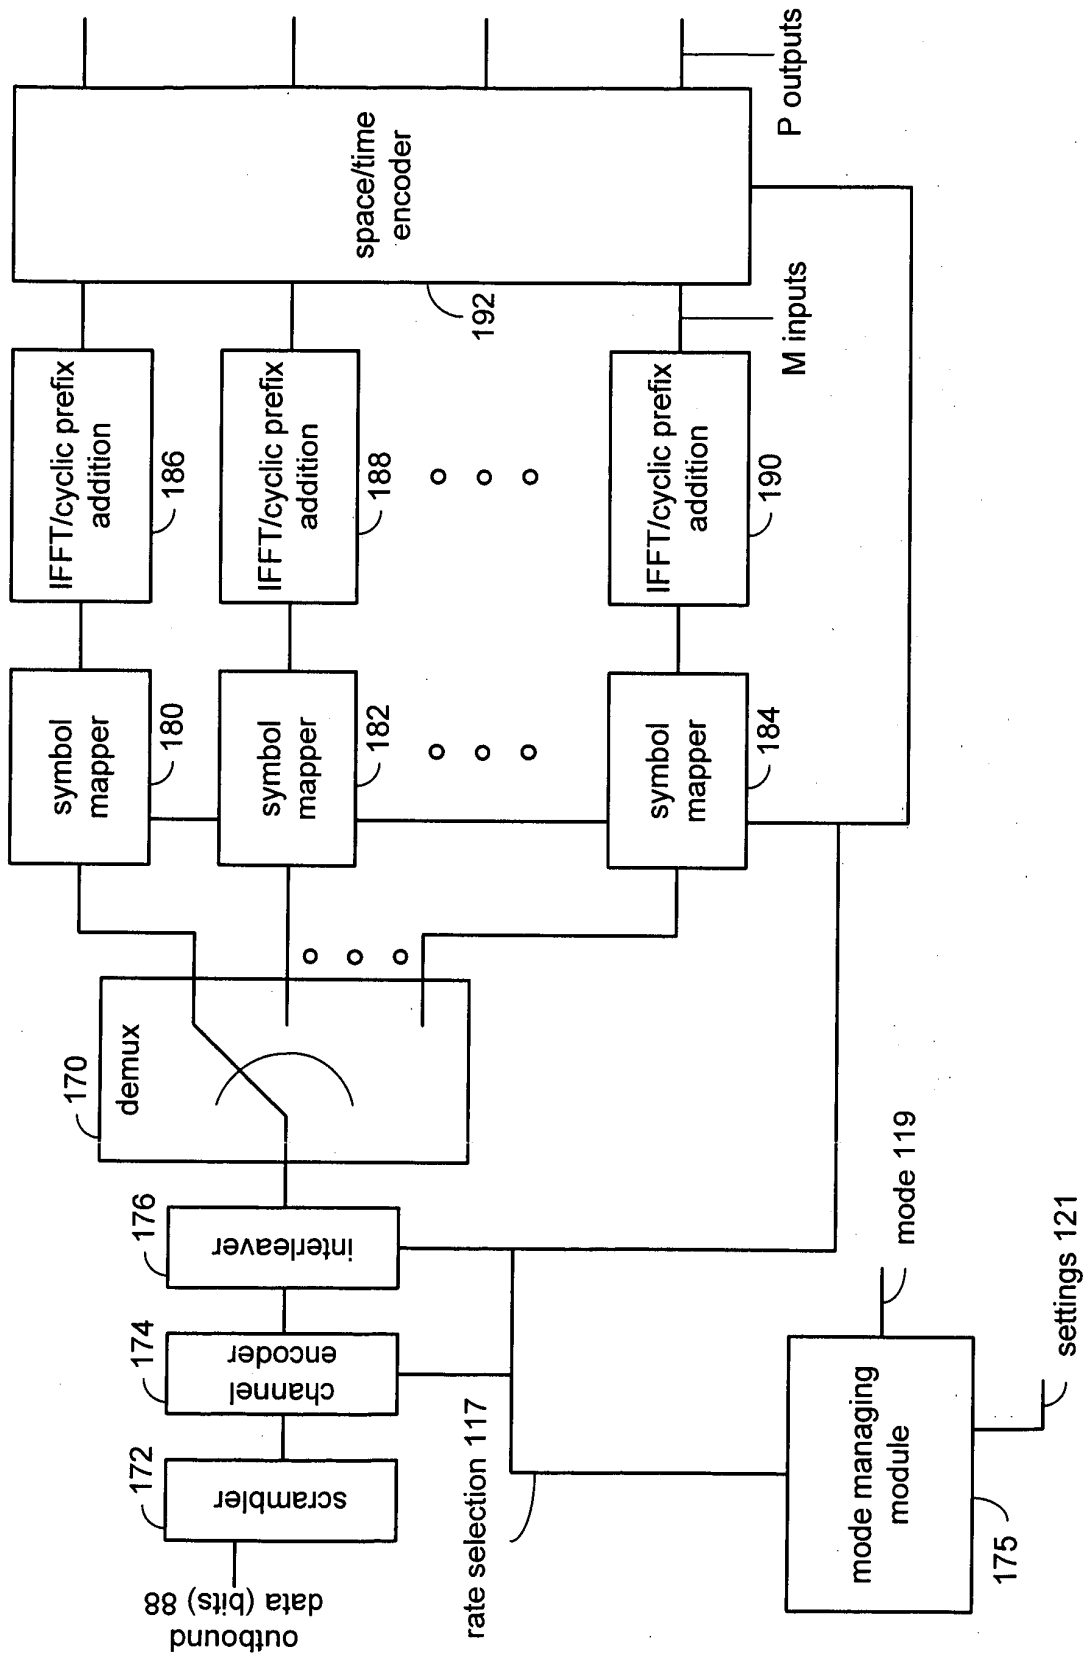 outbound
data (bits) 88
172
scrambler
174
channel
encoder
176
interleaver
170
demux
rate selection 117
mode managing
module
175
mode 119
settings 121
symbol
mapper
180
symbol
mapper
182
symbol
mapper
184
IFFT/cyclic prefix
addition
186
IFFT/cyclic prefix
addition
188
IFFT/cyclic prefix
addition
190
M inputs
192
space/time
encoder
P outputs